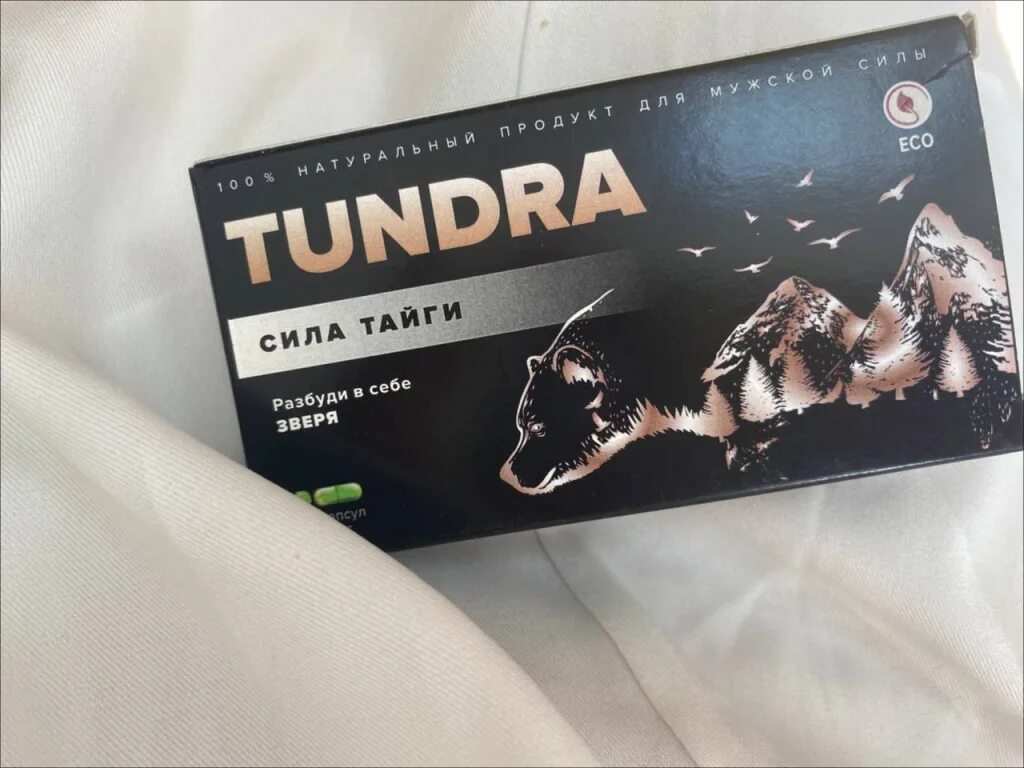 100% НАТУРАЛЬНЫЙ ПРОДУКТ ДЛЯ МУЖСКОЙ СИЛЫ
ECO
TUNDRA
СИЛА ТАЙГИ
Разбуди в себе
ЗВЕРЯ